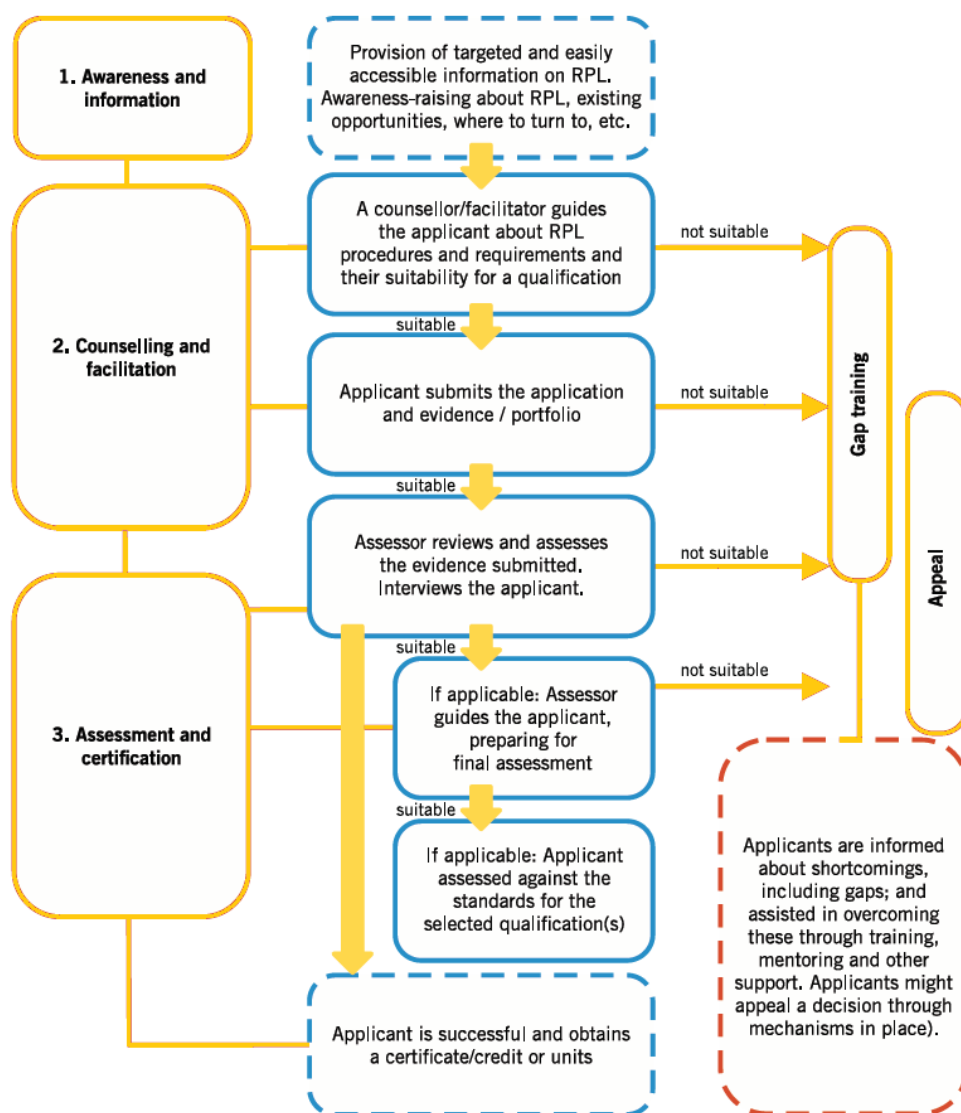 1. Awareness and
information
Provision of targeted and easily
accessible information on RPL.
Awareness-raising about RPL, existing
opportunities, where to turn to, etc.
2. Counselling and
facilitation
A counsellor/facilitator guides
the applicant about RPL
procedures and requirements and
their suitability for a qualification
not suitable
suitable
Applicant submits the application
and evidence / portfolio
not suitable
suitable
Gap training
Appeal
Assessor reviews and assesses
the evidence submitted.
Interviews the applicant.
not suitable
suitable
3. Assessment and
certification
If applicable: Assessor
guides the applicant,
preparing for
final assessment
not suitable
suitable
If applicable: Applicant
assessed against the
standards for the
selected qualification(s)
Applicants are informed
about shortcomings,
including gaps; and
assisted in overcoming
these through training,
mentoring and other
support. Applicants might
appeal a decision through
mechanisms in place).
Applicant is successful and obtains
a certificate/credit or units